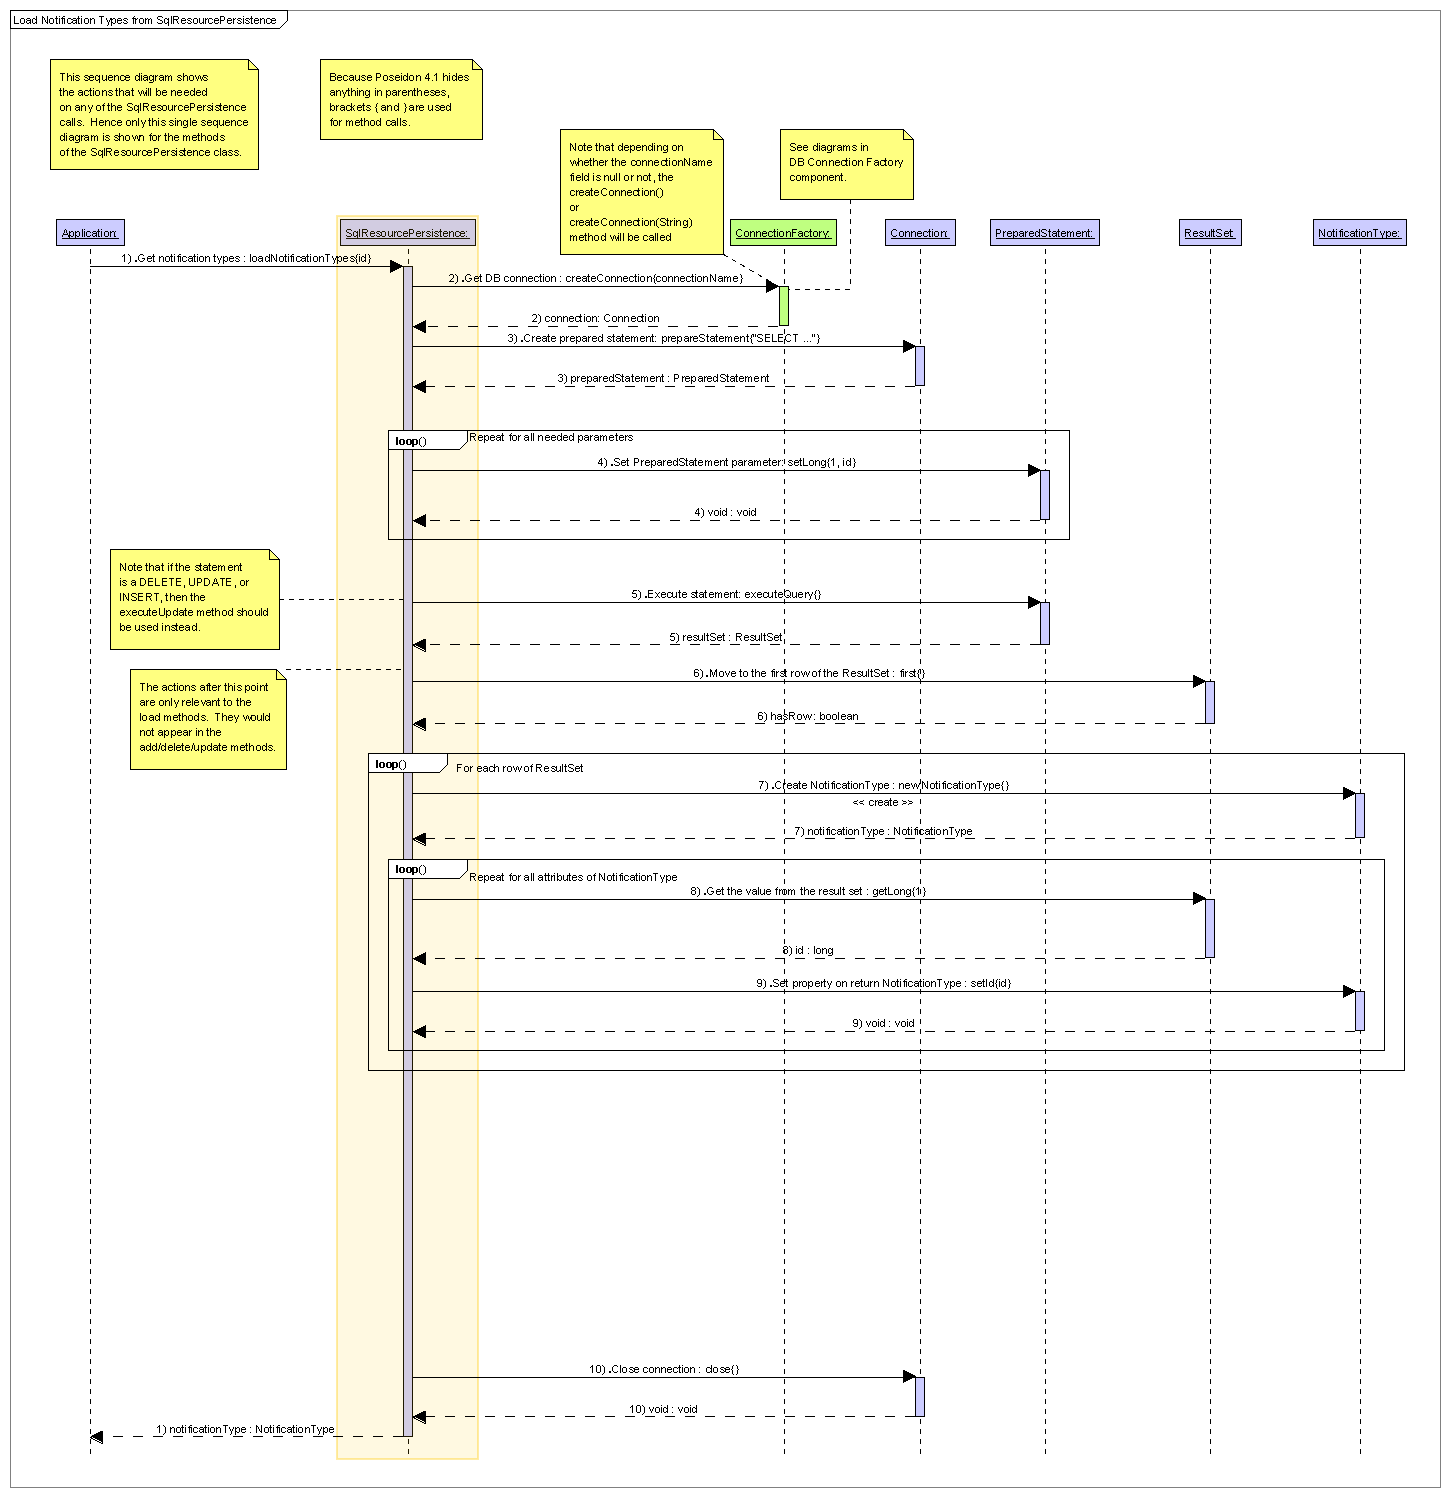 Load Notification Types from SqlResourcePersistence
This sequence diagram shows
the actions that will be needed
on any of the SqlResourcePersistence
calls.  Hence only this single sequence
diagram is shown for the methods
of the SqlResourcePersistence class.
Because Poseidon 4.1 hides
anything in parentheses,
brackets { and } are used
for method calls.
Note that depending on
whether the connectionName
field is null or not, the
createConnection()
or
createConnection(String)
method will be called
See diagrams in
DB Connection Factory
component.
Application:
SqlResourcePersistence:
ConnectionFactory:
Connection:
PreparedStatement:
ResultSet
NotificationType:
1) .Get notification types : loadNotificationTypes{id}
2) .Get DB connection : createConnection{connectionName}
2) connection: Connection
3) .Create prepared statement: prepareStatement{"SELECT ..."}
3) preparedStatement : PreparedStatement
loop()
Repeat for all needed parameters
4) .Set PreparedStatement parameter: setLong{1, id}
4) void : void
Note that if the statement
is a DELETE, UPDATE, or
INSERT, then the
executeUpdate method should
be used instead.
5) .Execute statement: executeQuery{}
5) resultSet : ResultSet
The actions after this point
are only relevant to the
load methods.  They would
not appear in the
add/delete/update methods.
6) .Move to the first row of the ResultSet : first{}
6) hasRow: boolean
loop()
For each row of ResultSet
7) .Create NotificationType : new NotificationType{}
<< create >>
7) notificationType : NotificationType
loop()
Repeat for all attributes of NotificationType
8) .Get the value from the result set : getLong{1}
8) id : long
9) .Set property on return NotificationType : setId{id}
9) void : void
10) .Close connection : close{}
10) void : void
1) notificationType : NotificationType